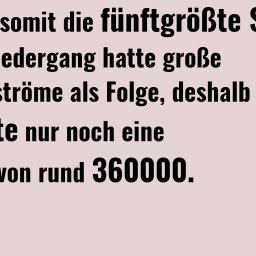 somit die fünftgrößte S
edergang hatte große
ströme als Folge, deshalb
te nur noch eine
von rund 360000.